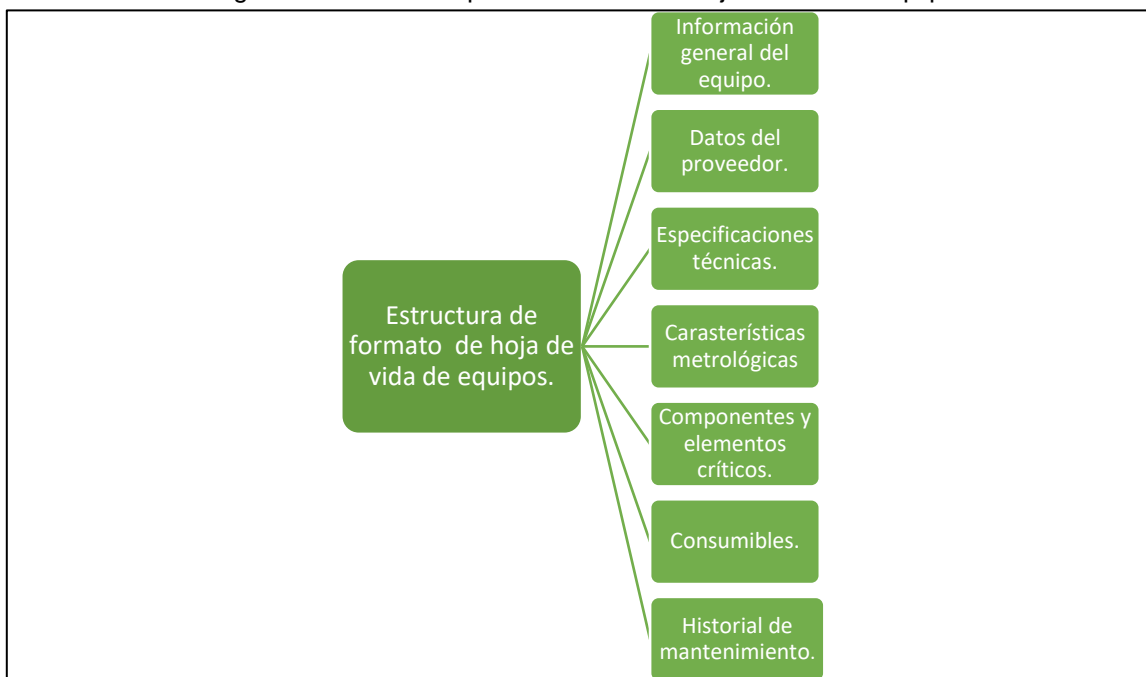 Información
general del
equipo.
Datos del
proveedor.
Especificaciones
técnicas.
Estructura de
formato de hoja de
vida de equipos.
Carasterísticas
metrológicas
Componentes y
elementos
críticos.
Consumibles.
Historial de
mantenimiento.